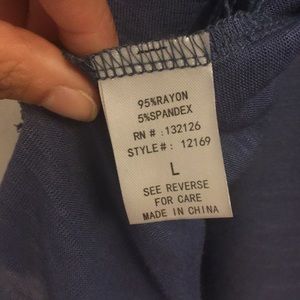 95%RAYON
5%SPANDEX
RN # :132126
STYLE# : 12169
L
SEE REVERSE
FOR CARE
MADE IN CHINA